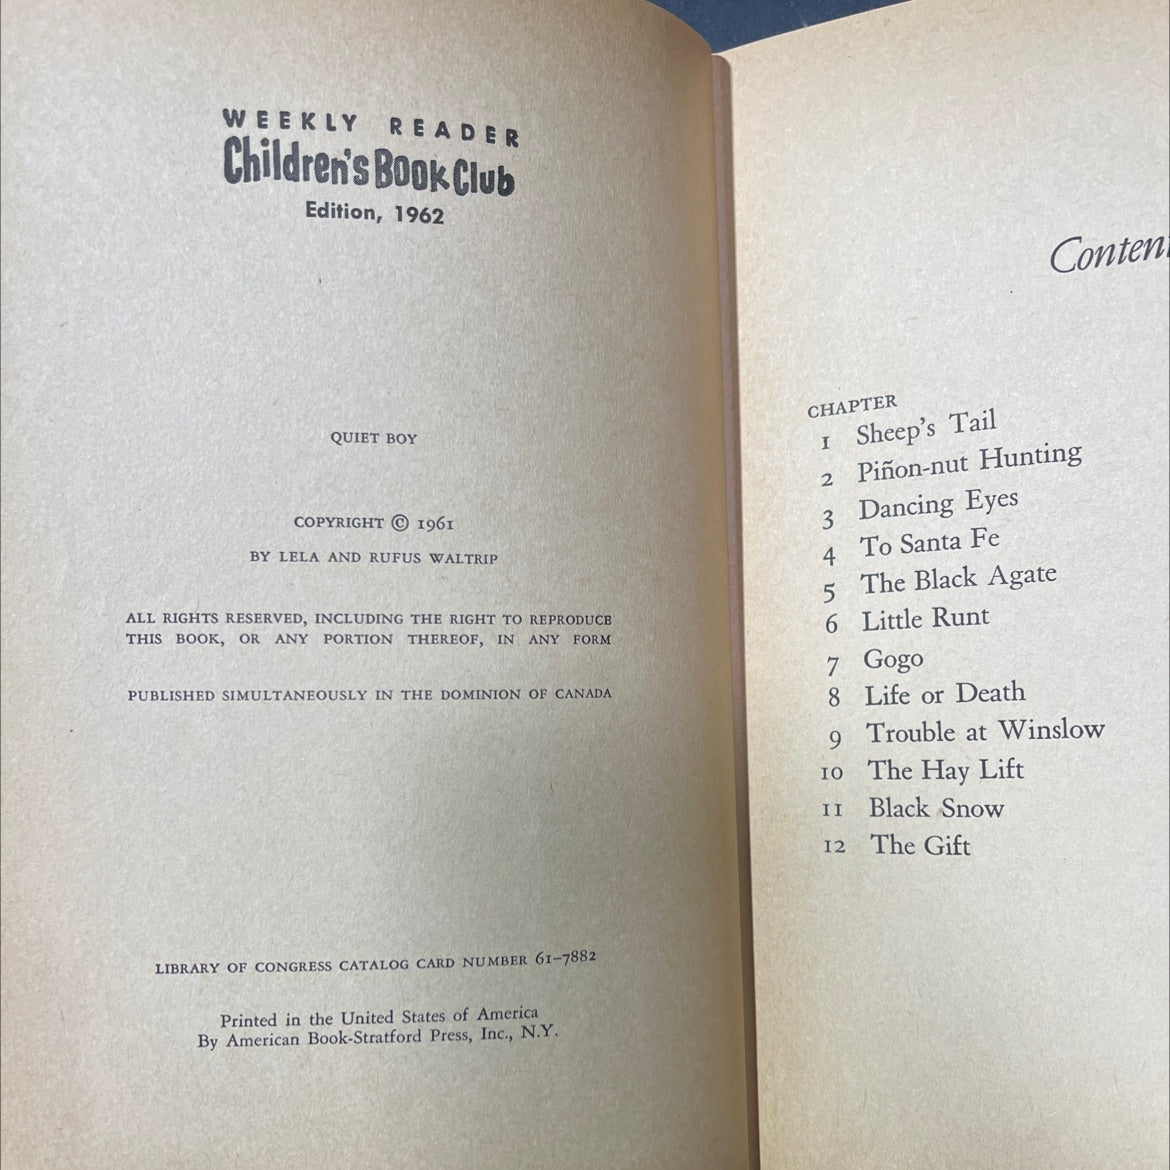 WEEKLY READER
Children's Book Club
Edition, 1962
QUIET BOY
COPYRIGHT © 1961
BY LELA AND RUFUS WALTRIP
ALL RIGHTS RESERVED, INCLUDING THE RIGHT TO REPRODUCE
THIS BOOK, OR ANY PORTION THEREOF, IN ANY FORM
PUBLISHED SIMULTANEOUSLY IN THE DOMINION OF CANADA
LIBRARY OF CONGRESS CATALOG CARD NUMBER 61-7882
Printed in the United States of America
By American Book-Stratford Press, Inc., N.Y.
Conten
CHAPTER
1 Sheep's Tail
2 Piñon-nut Hunting
3 Dancing Eyes
4 To Santa Fe
5 The Black Agate
6 Little Runt
7 Gogo
8 Life or Death
9 Trouble at Winslow
10 The Hay Lift
11 Black Snow
12 The Gift